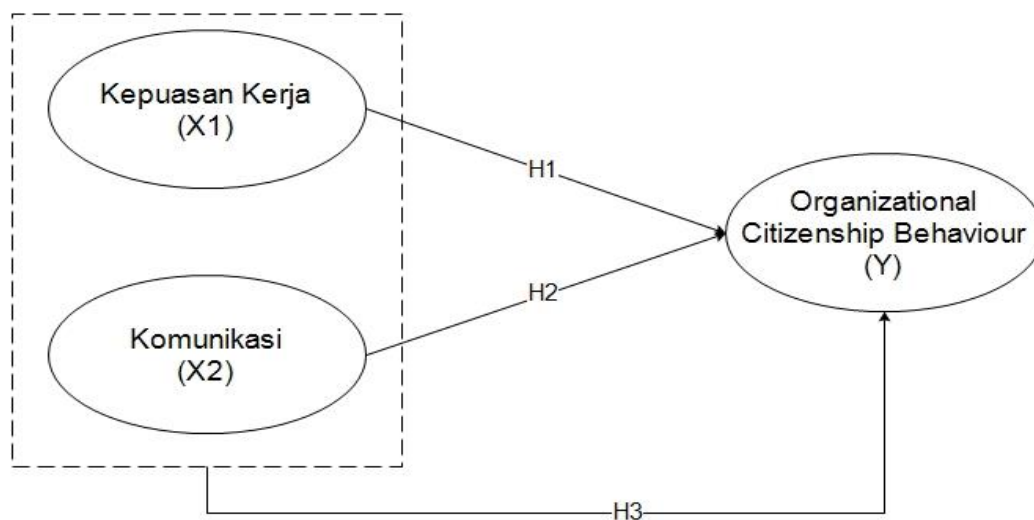 Kepuasan Kerja
(X1)
H1
Organizational
Citizenship Behaviour
(Y)
H2
Komunikasi
(X2)
H3